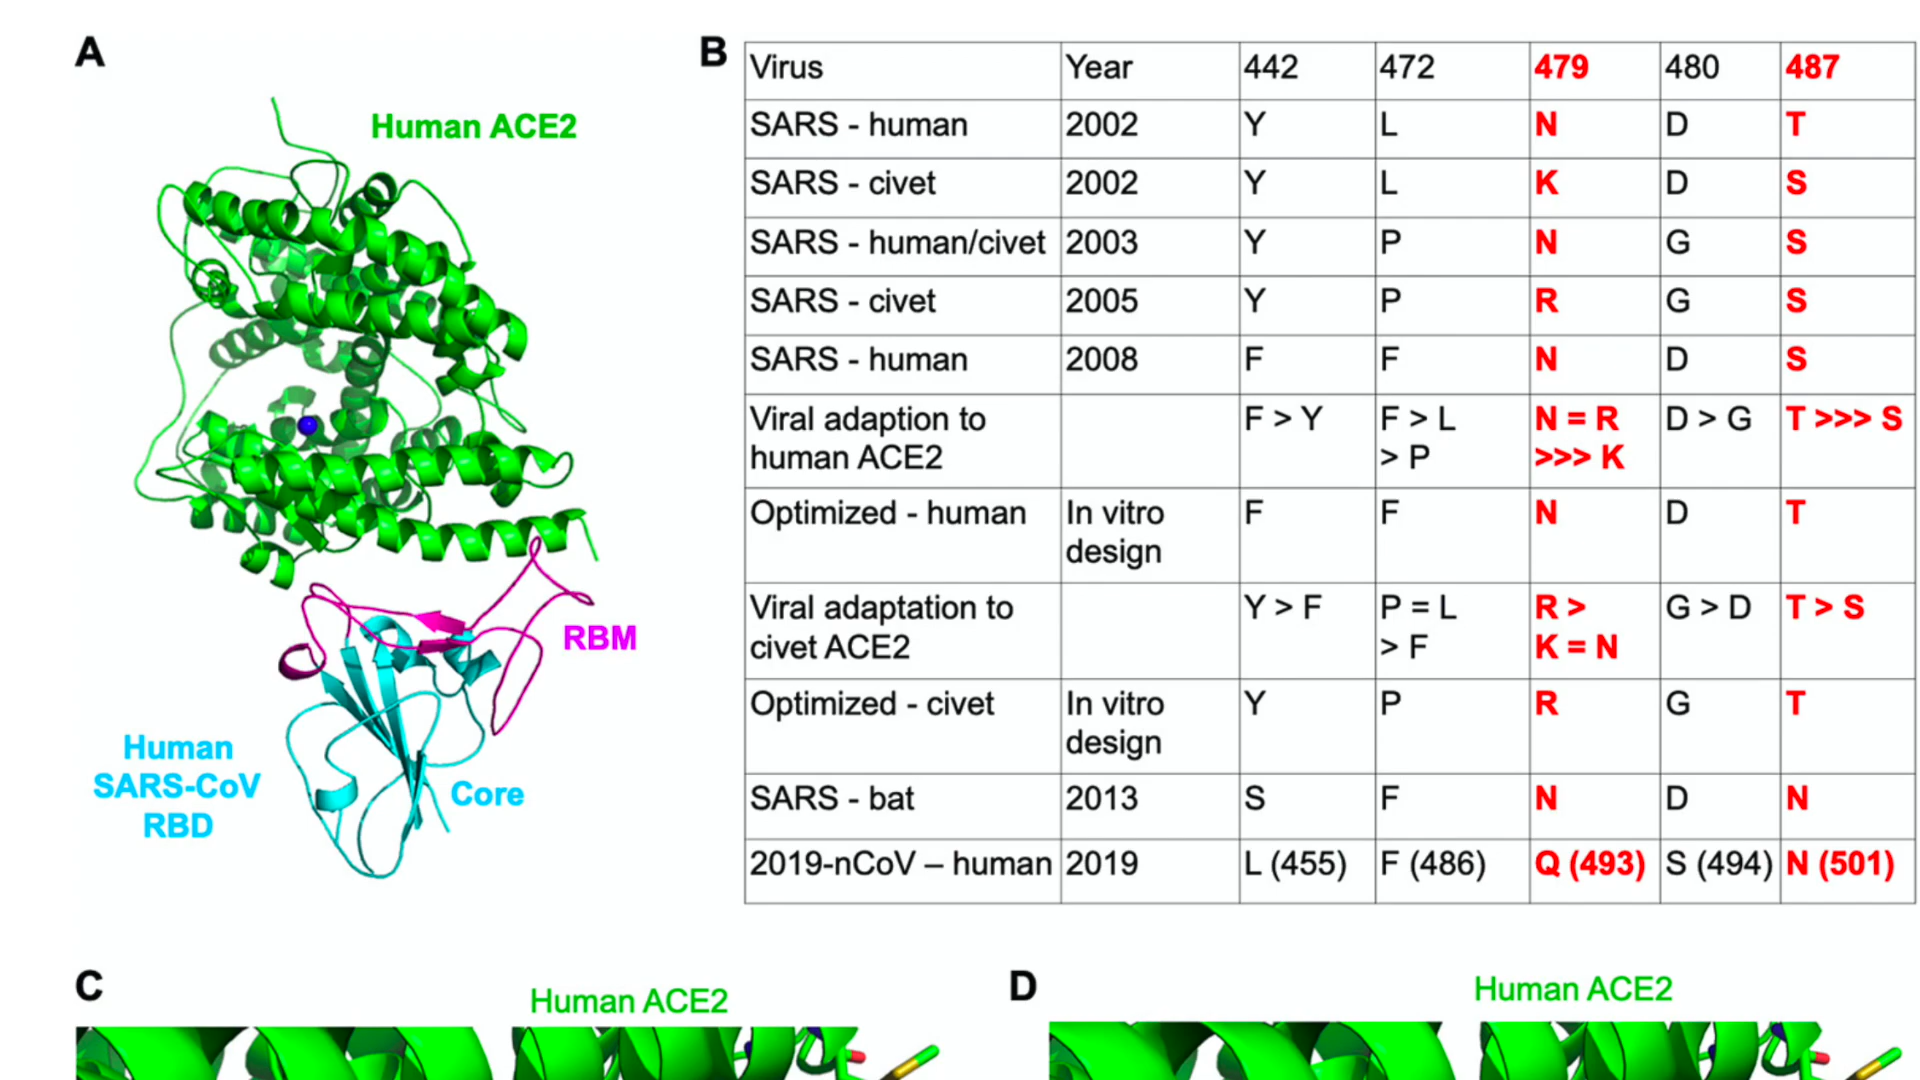 A
Human ACE2
RBM
Human
SARS-CoV
RBD
Core
B
Virus Year 442 472 479 480 487
SARS - human 2002 Y L N D T
SARS - civet 2002 Y L K D S
SARS - human/civet 2003 Y P N G S
SARS - civet 2005 Y P R G S
SARS - human 2008 F F N D S
Viral adaption to F > Y F > L N = R D > G T >>> S
human ACE2 > P >>> K
Optimized - human In vitro F F N D T
design
Viral adaptation to Y > F P = L R > G > D T > S
civet ACE2 > F K = N
Optimized - civet In vitro Y P R G T
design
SARS - bat 2013 S F N D N
2019-nCoV – human 2019 L (455) F (486) Q (493) S (494) N (501)
C
Human ACE2
D
Human ACE2